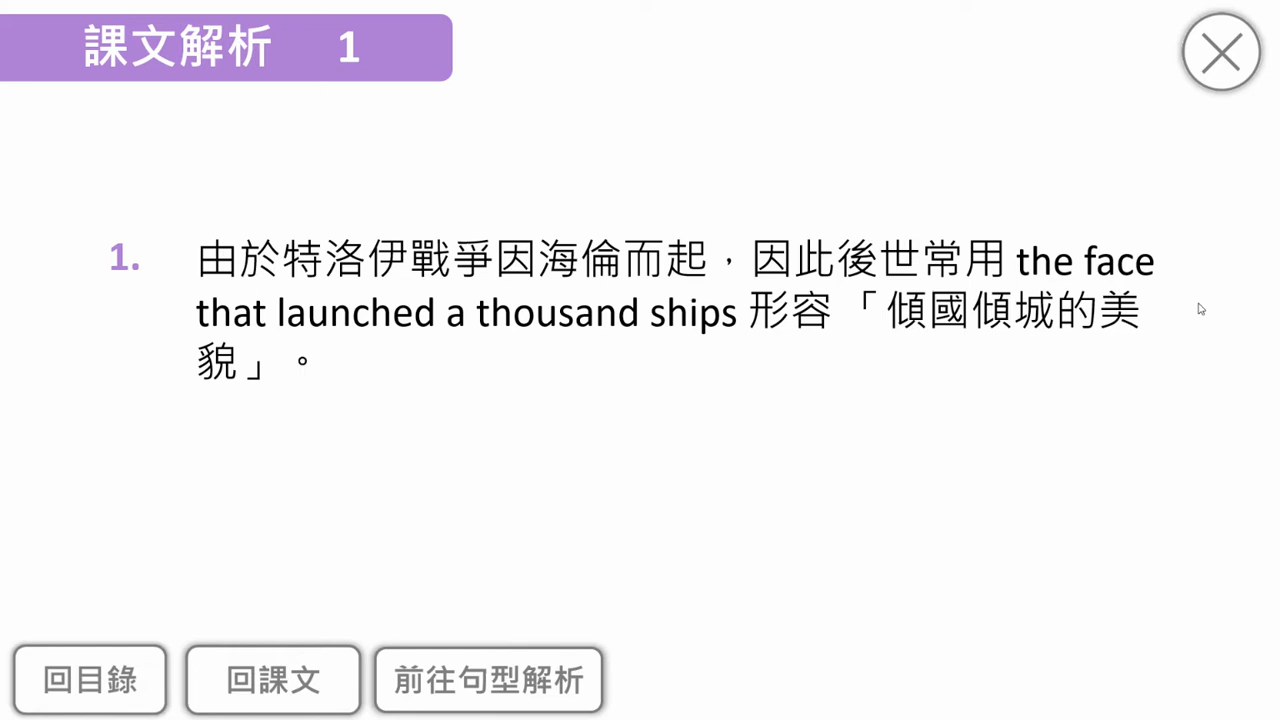 課文解析 1
1. 由於特洛伊戰爭因海倫而起，因此後世常用 the face
that launched a thousand ships 形容 「傾國傾城的美
貌」。
回目錄 回課文 前往句型解析